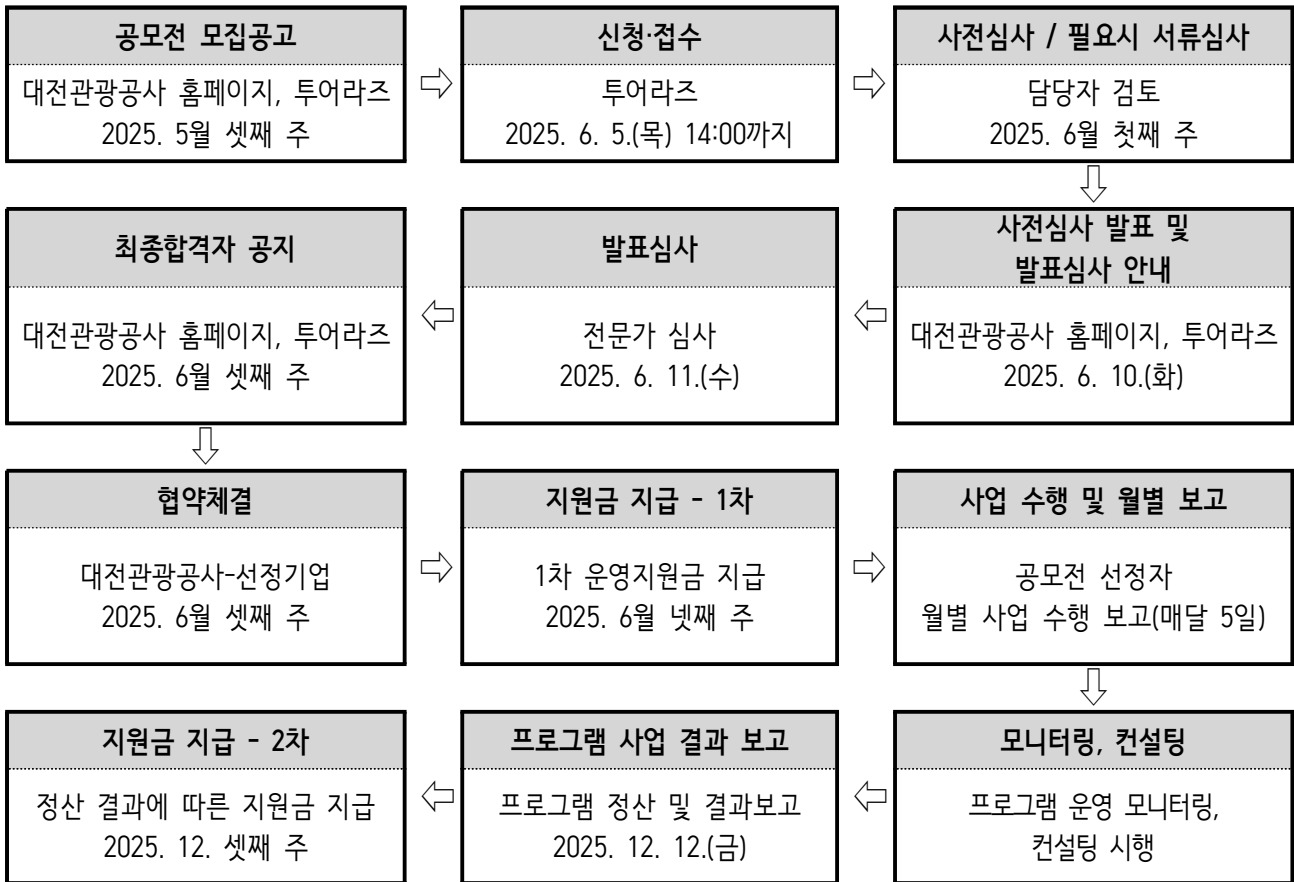 공모전 모집공고
대전관광공사 홈페이지, 투어라즈
2025. 5월 셋째 주
신청·접수
투어라즈
2025. 6. 5.(목) 14:00까지
사전심사 / 필요시 서류심사
담당자 검토
2025. 6월 첫째 주
사전심사 발표 및
발표심사 안내
대전관광공사 홈페이지, 투어라즈
2025. 6. 10.(화)
발표심사
전문가 심사
2025. 6. 11.(수)
최종합격자 공지
대전관광공사 홈페이지, 투어라즈
2025. 6월 셋째 주
협약체결
대전관광공사-선정기업
2025. 6월 셋째 주
지원금 지급 - 1차
1차 운영지원금 지급
2025. 6월 넷째 주
사업 수행 및 월별 보고
공모전 선정자
월별 사업 수행 보고(매달 5일)
모니터링, 컨설팅
프로그램 운영 모니터링,
컨설팅 시행
프로그램 사업 결과 보고
프로그램 정산 및 결과보고
2025. 12. 12.(금)
지원금 지급 - 2차
정산 결과에 따른 지원금 지급
2025. 12. 셋째 주